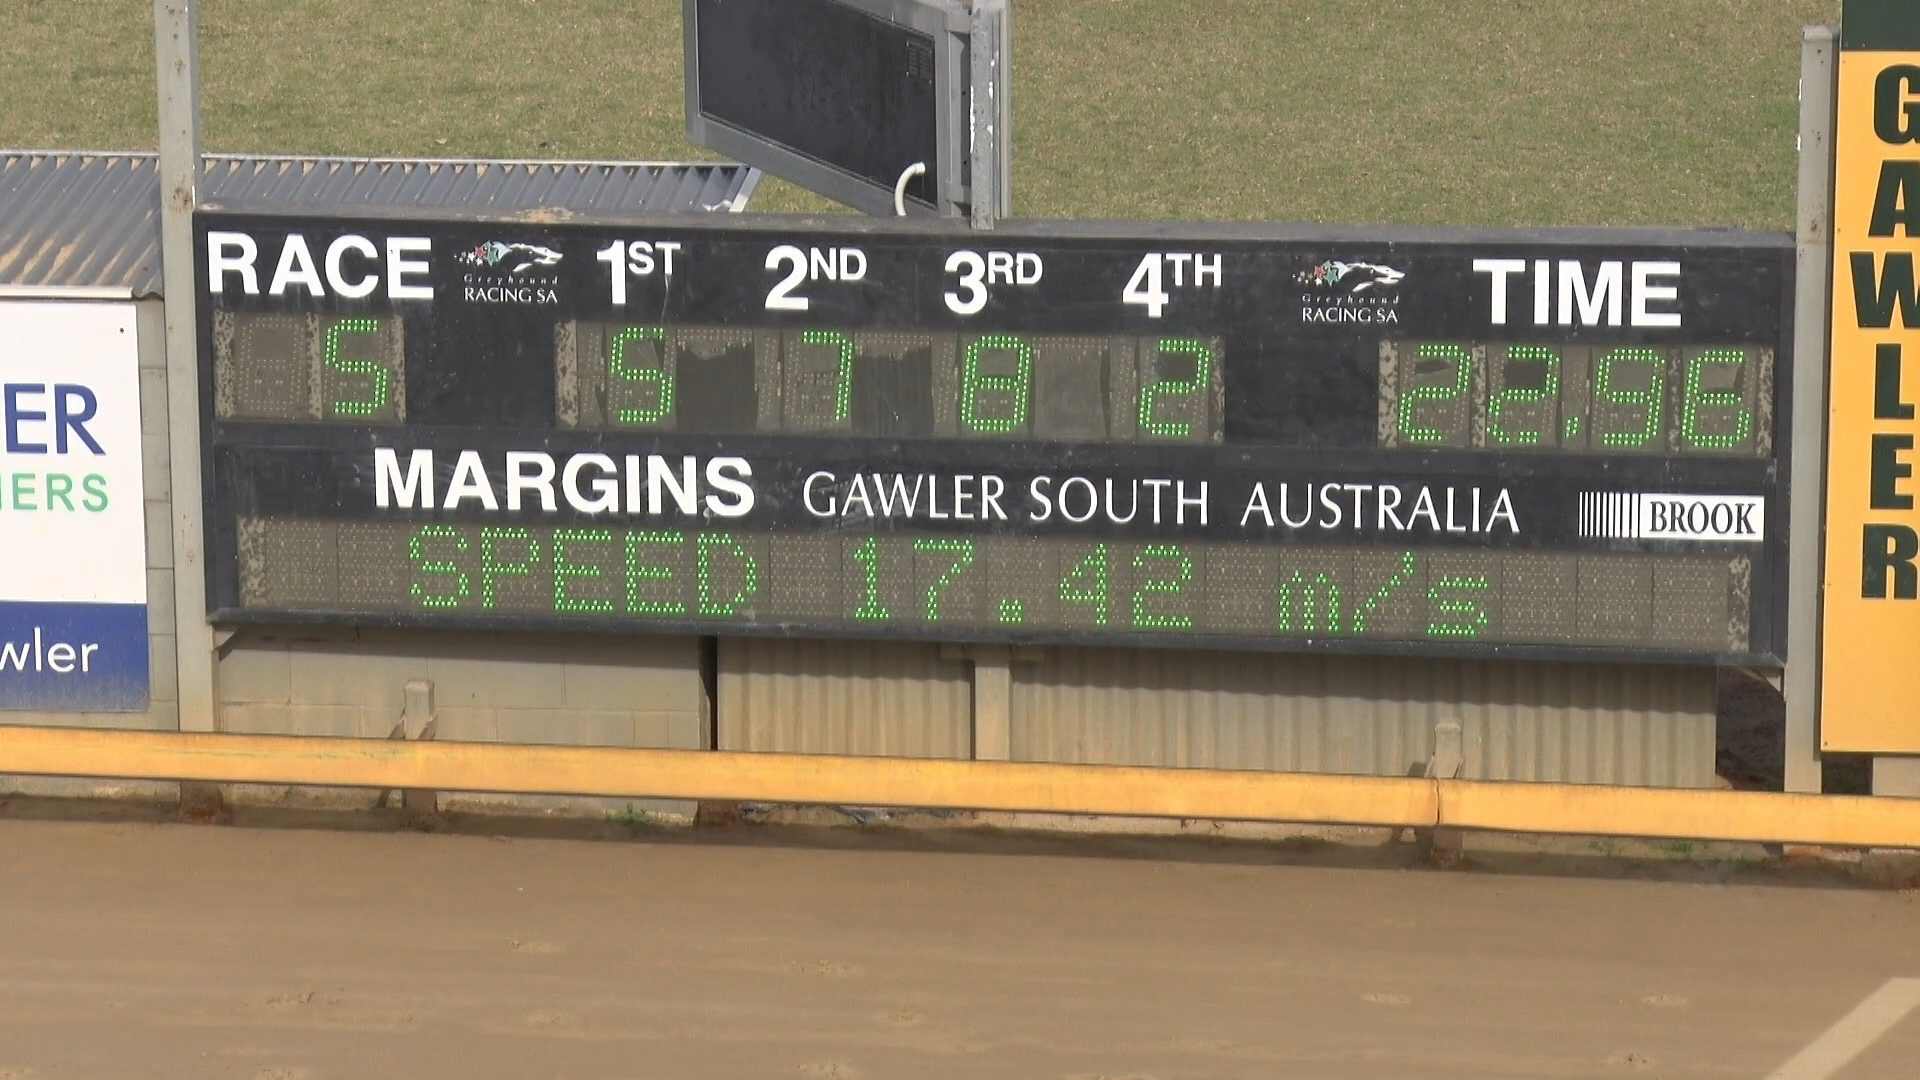 RACE 1ST 2ND 3RD 4TH TIME
Greyhound RACING SA
Greyhound RACING SA
5 5 7 8 2 22.96
MARGINS GAWLER SOUTH AUSTRALIA BROOK
SPEED 17.42 m/s
ER
ERS
wler
GAWLER